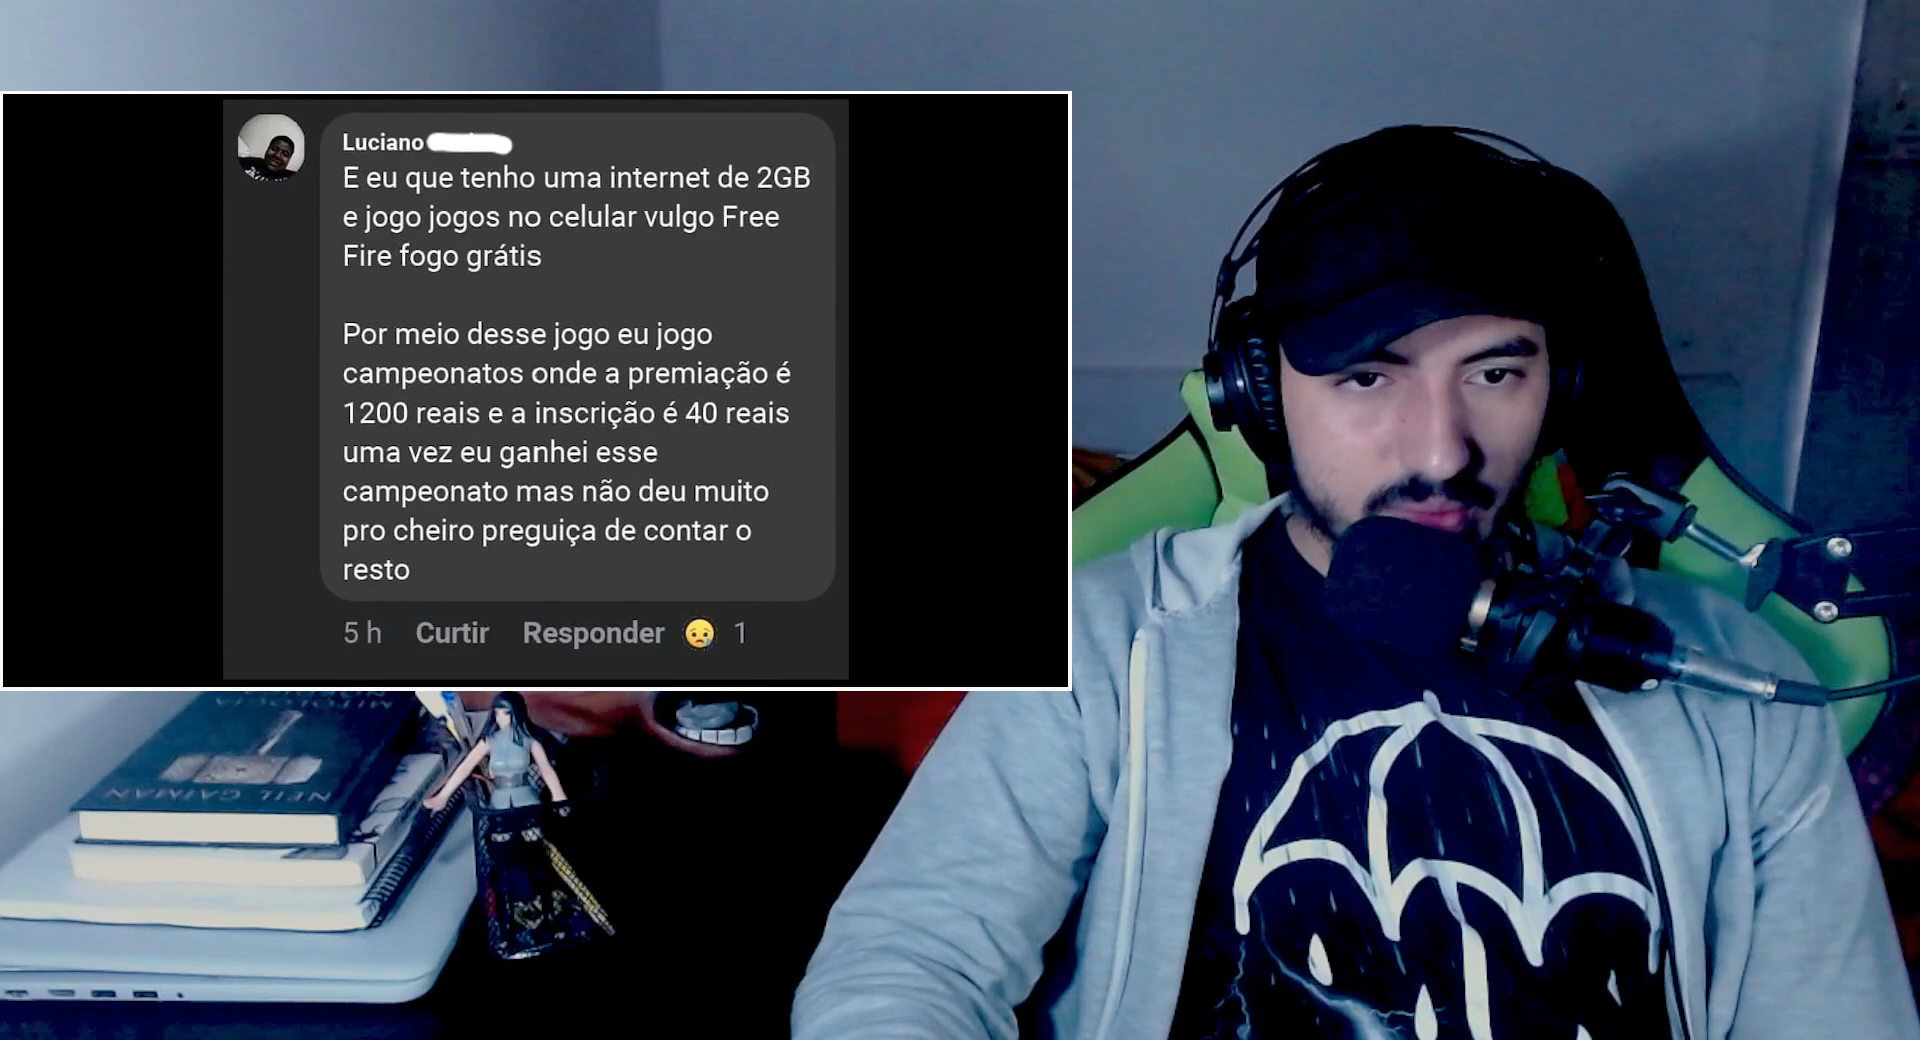 Luciano
E eu que tenho uma internet de 2GB
e jogo jogos no celular vulgo Free
Fire fogo grátis
Por meio desse jogo eu jogo
campeonatos onde a premiação é
1200 reais e a inscrição é 40 reais
uma vez eu ganhei esse
campeonato mas não deu muito
pro cheiro preguiça de contar o
resto
5 h Curtir Responder 1
NEIL GAIMAN